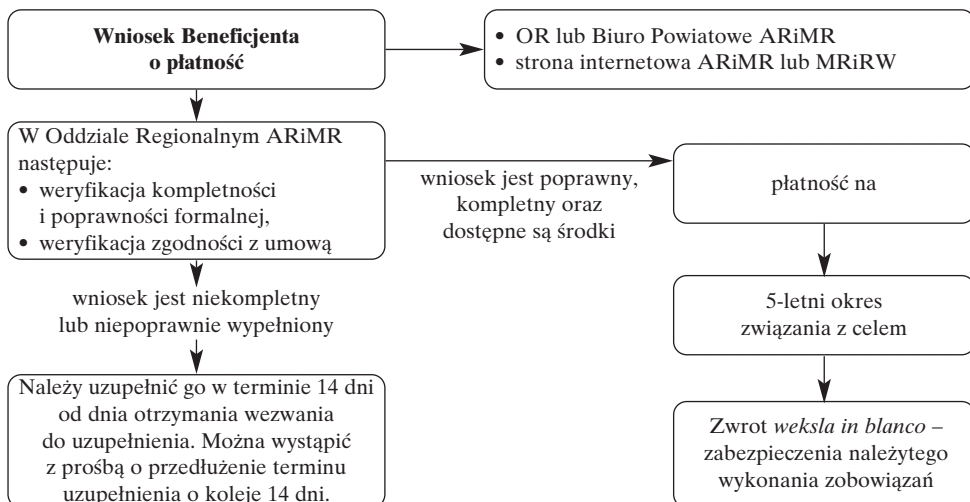 Wniosek Beneficjenta
o płatność
• OR lub Biuro Powiatowe ARiMR
• strona internetowa ARiMR lub MRiRW
W Oddziale Regionalnym ARiMR
następuje:
• weryfikacja kompletności
i poprawności formalnej,
• weryfikacja zgodności z umową
wniosek jest poprawny,
kompletny oraz
dostępne są środki
płatność na
wniosek jest niekompletny
lub niepoprawnie wypełniony
5-letni okres
związania z celem
Należy uzupełnić go w terminie 14 dni
od dnia otrzymania wezwania
do uzupełnienia. Można wystąpić
z prośbą o przedłużenie terminu
uzupełnienia o koleje 14 dni.
Zwrot weksla in blanco –
zabezpieczenia należytego
wykonania zobowiązań